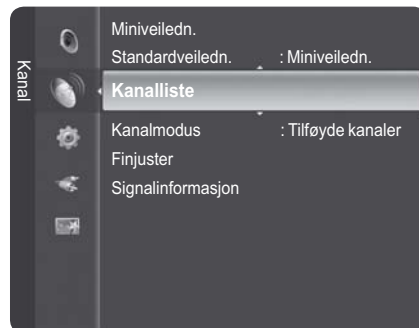 Kanal
Miniveiledn.
Standardveiledn. : Miniveiledn.
Kanalliste
Kanalmodus : Tilføyde kanaler
Finjuster
Signalinformasjon